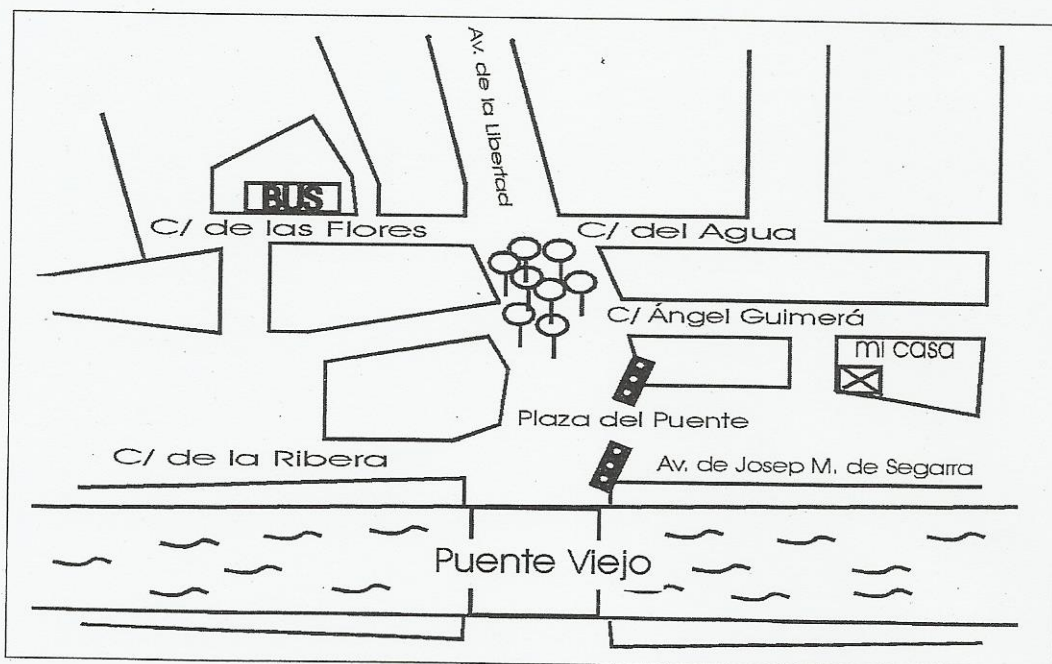 Av. de la Libertad
BUS
C/ de las Flores
C/ del Agua
C/ Ángel Guimerá
mi casa
Plaza del Puente
C/ de la Ribera
Av. de Josep M. de Segarra
Puente Viejo